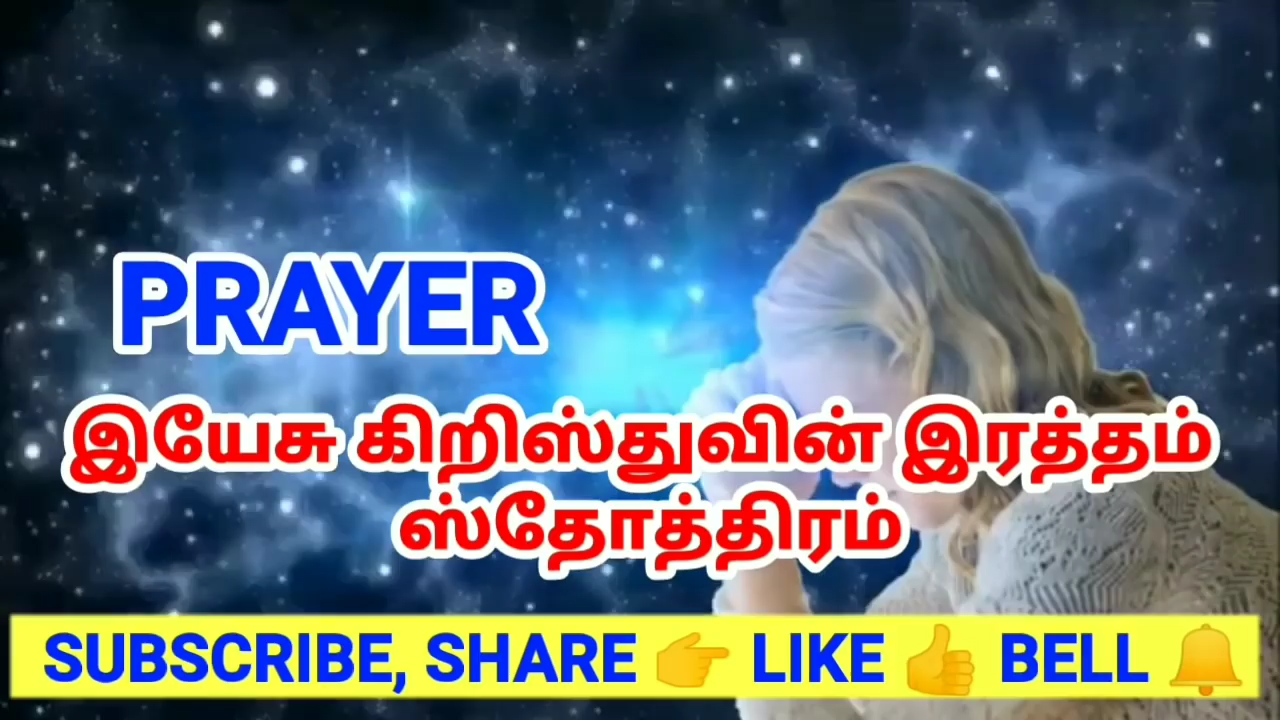 PRAYER
இயேசு கிறிஸ்துவின் இரத்தம்
ஸ்தோத்திரம்
SUBSCRIBE, SHARE 👉 LIKE 👍 BELL 🔔